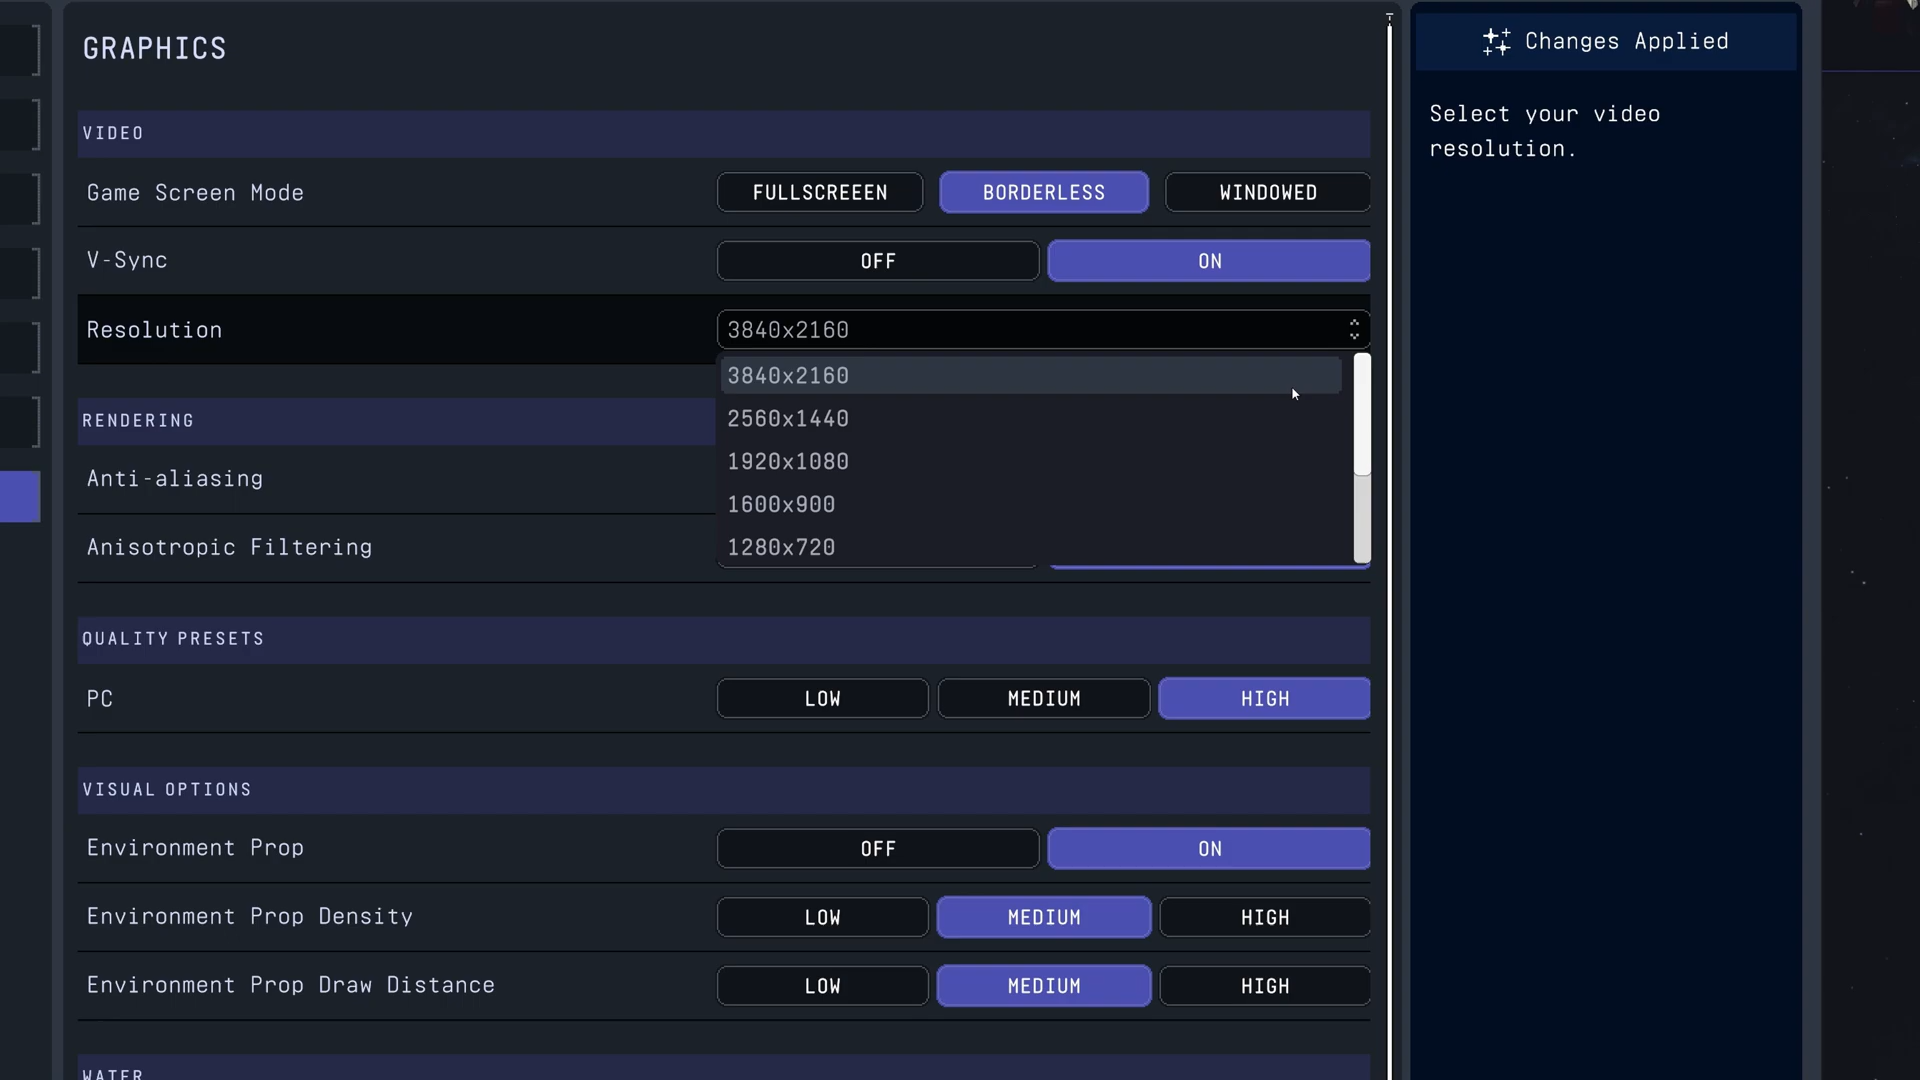 GRAPHICS
VIDEO
Game Screen Mode FULLSCREEEN BORDERLESS WINDOWED
V-Sync OFF ON
Resolution 3840x2160
3840x2160
2560x1440
1920x1080
1600x900
1280x720
RENDERING
Anti-aliasing
Anisotropic Filtering
QUALITY PRESETS
PC LOW MEDIUM HIGH
VISUAL OPTIONS
Environment Prop OFF ON
Environment Prop Density LOW MEDIUM HIGH
Environment Prop Draw Distance LOW MEDIUM HIGH
WATER
Changes Applied
Select your video
resolution.